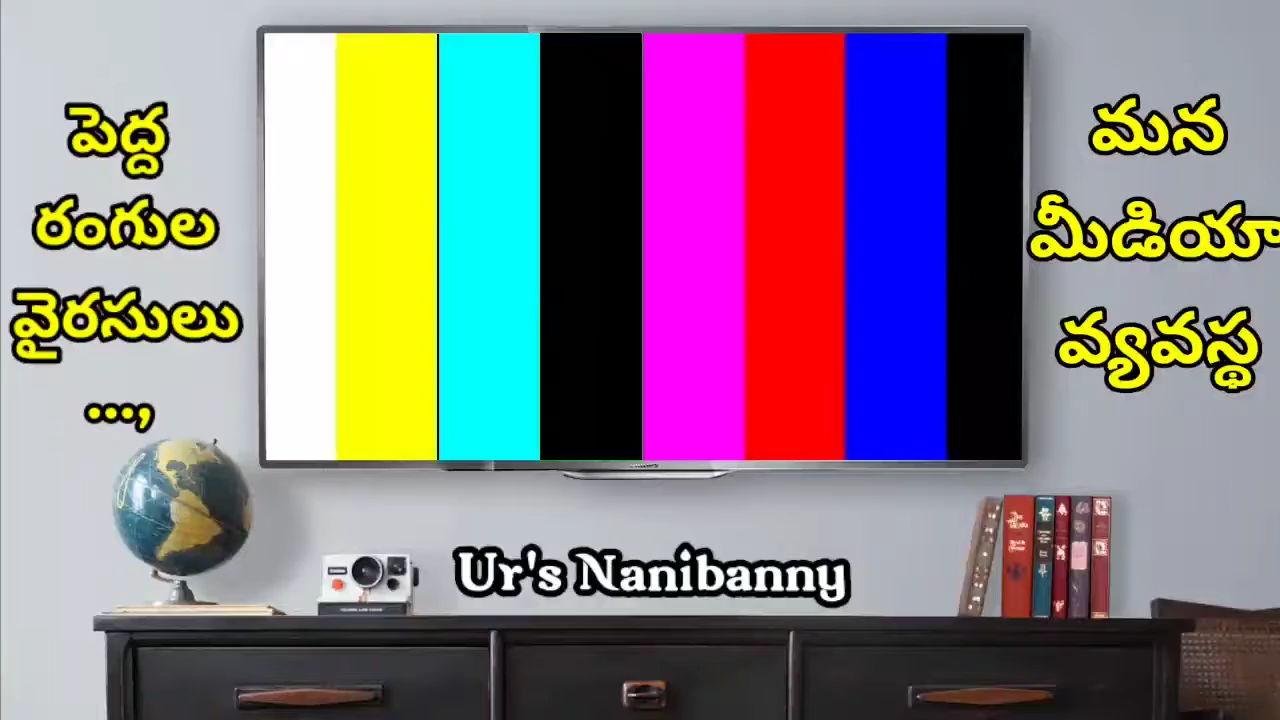 పెద్ద
రంగుల
వైరసులు
...,
మన
మీడియా
వ్యవస్థ
Ur's Nanibanny